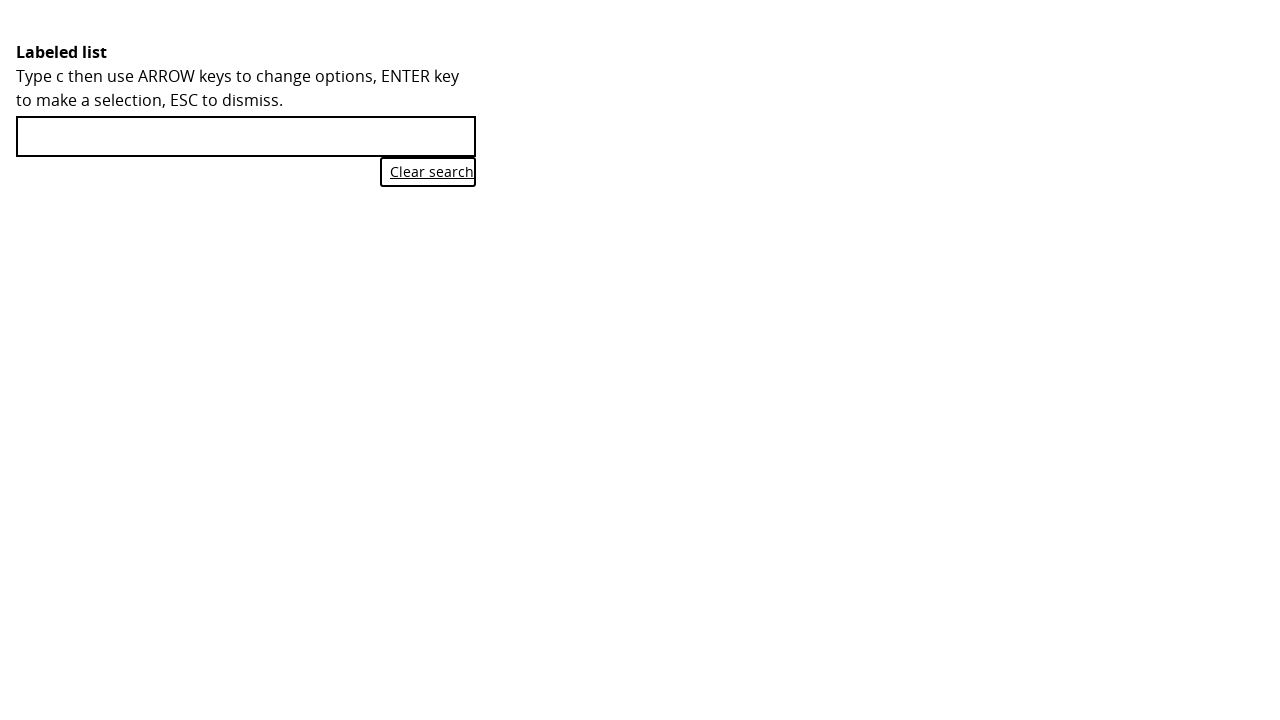 Labeled list
Type c then use ARROW keys to change options, ENTER key
to make a selection, ESC to dismiss.
Clear search